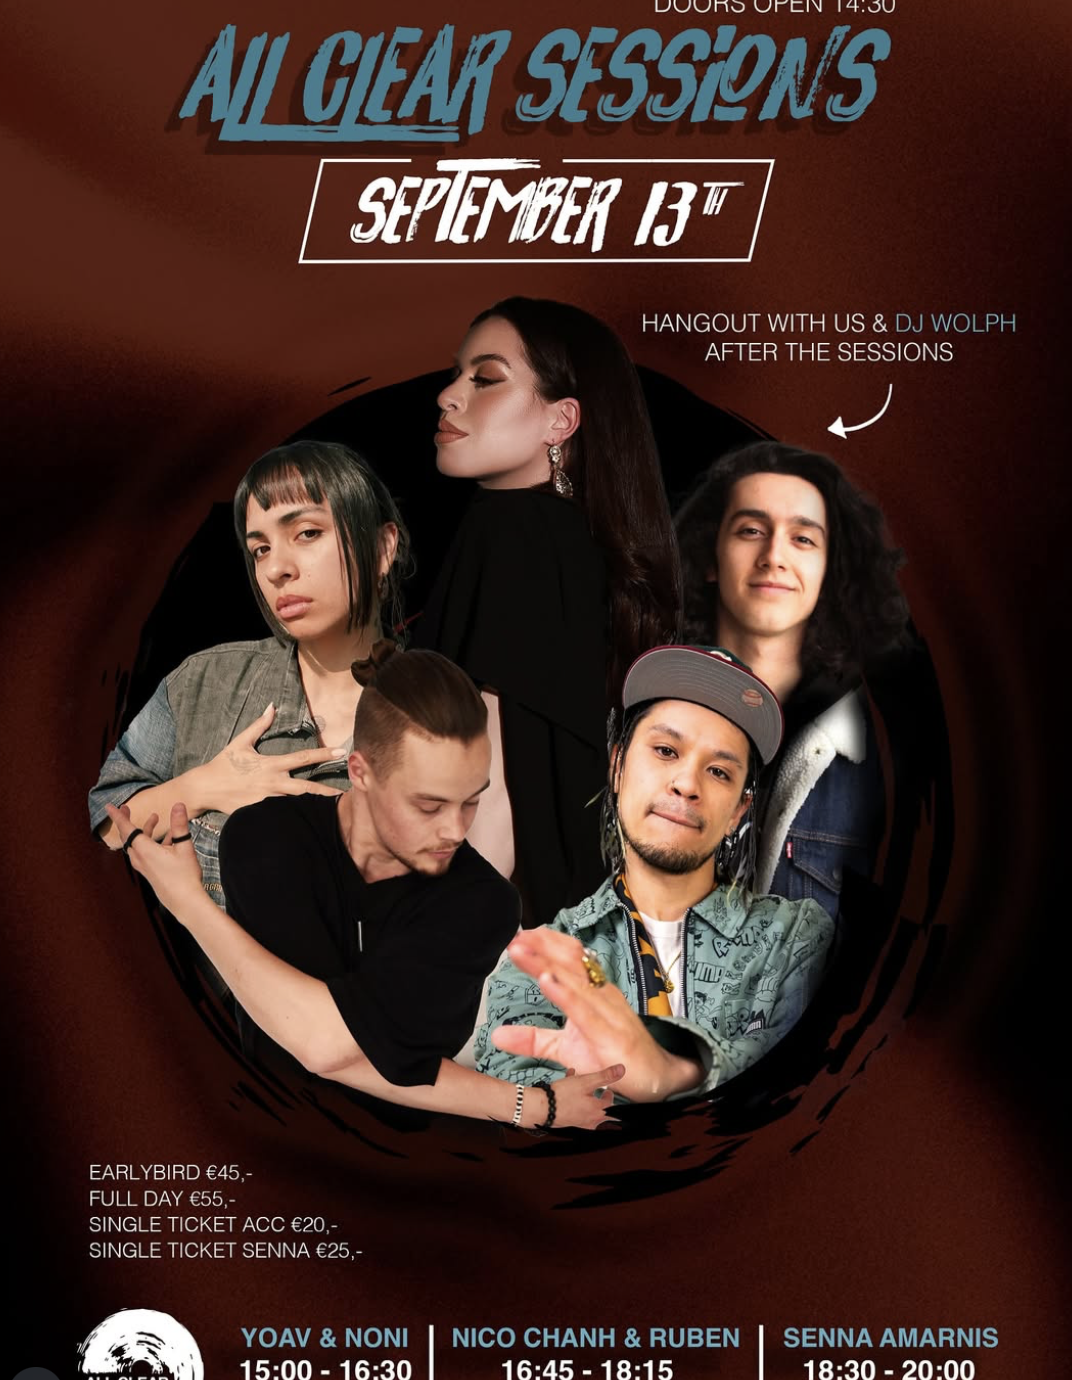 DOORS OPEN 14:30
ALL CLEAR SESSIONS
SEPTEMBER 13TH
HANGOUT WITH US & DJ WOLPH
AFTER THE SESSIONS
EARLYBIRD €45,-
FULL DAY €55,-
SINGLE TICKET ACC €20,-
SINGLE TICKET SENNA €25,-
YOAV & NONI
15:00 - 16:30
NICO CHANH & RUBEN
16:45 - 18:15
SENNA AMARNIS
18:30 - 20:00
ALL CLEAR